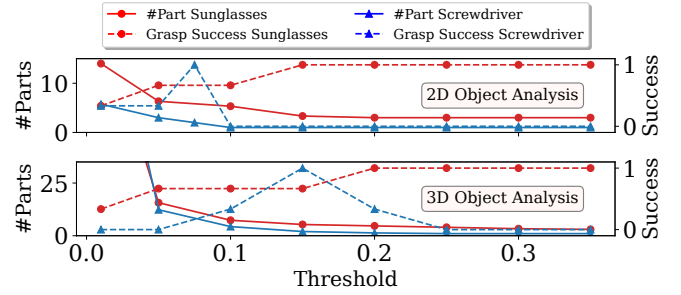 #Part Sunglasses #Part Screwdriver
Grasp Success Sunglasses Grasp Success Screwdriver
10
0
#Parts
2D Object Analysis
1
0
Success
25
0
#Parts
3D Object Analysis
1
0
Success
0.0 0.1 0.2 0.3
Threshold